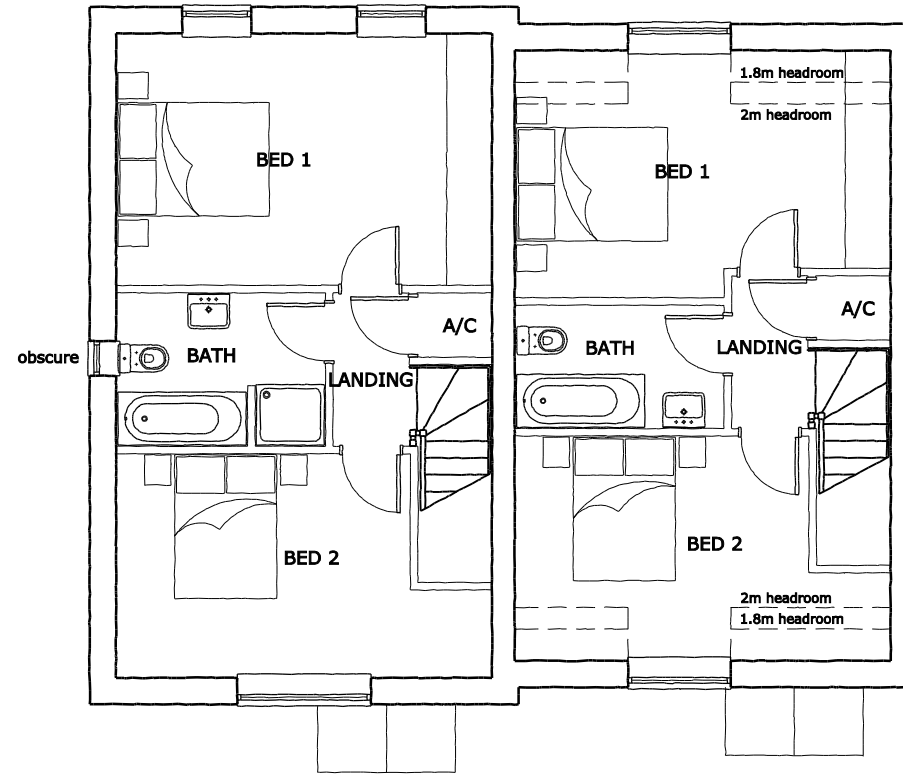 1.8m headroom
2m headroom
BED 1
BED 1
A/C
A/C
obscure
BATH
BATH
LANDING
LANDING
BED 2
BED 2
2m headroom
1.8m headroom